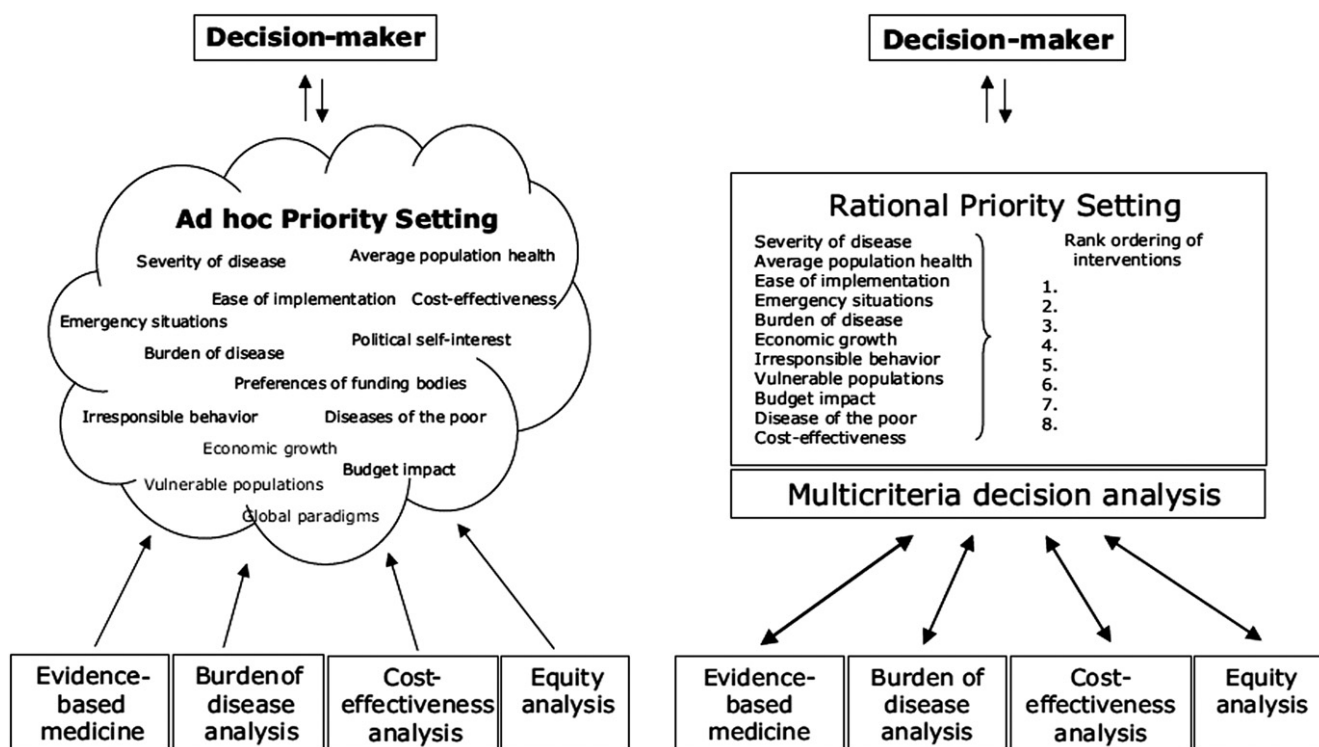 Decision-maker
Ad hoc Priority Setting
Severity of disease
Average population health
Ease of implementation
Cost-effectiveness
Emergency situations
Political self-interest
Burden of disease
Preferences of funding bodies
Irresponsible behavior
Diseases of the poor
Economic growth
Budget impact
Vulnerable populations
Global paradigms
Evidence-
based
medicine
Burden of
disease
analysis
Cost-
effectiveness
analysis
Equity
analysis
Decision-maker
Rational Priority Setting
Severity of disease
Average population health
Ease of implementation
Emergency situations
Burden of disease
Economic growth
Irresponsible behavior
Vulnerable populations
Budget impact
Disease of the poor
Cost-effectiveness
Rank ordering of
interventions
1.
2.
3.
4.
5.
6.
7.
8.
Multicriteria decision analysis
Evidence-
based
medicine
Burden of
disease
analysis
Cost-
effectiveness
analysis
Equity
analysis